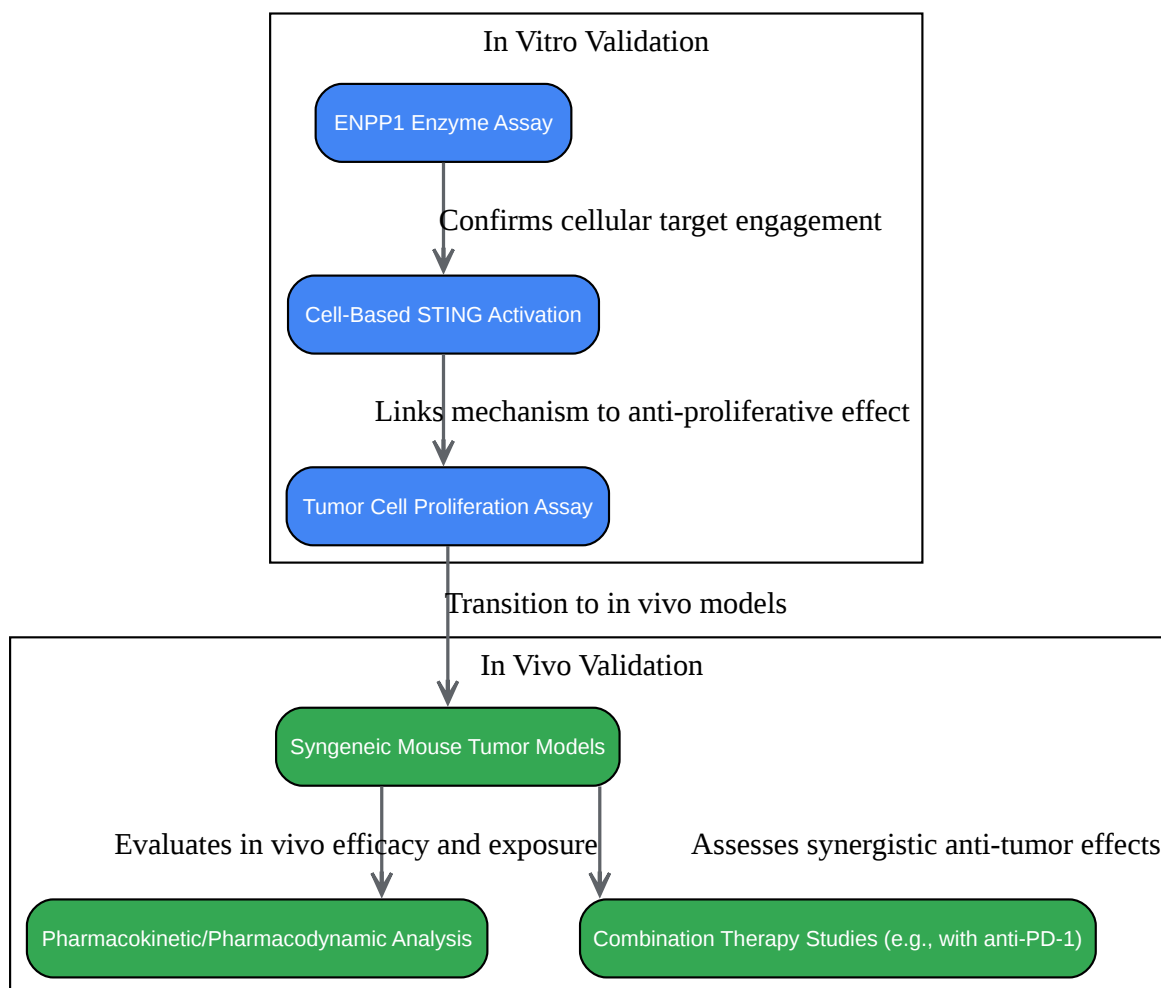 In Vitro Validation
ENPP1 Enzyme Assay
Confirms cellular target engagement
Cell-Based STING Activation
Links mechanism to anti-proliferative effect
Tumor Cell Proliferation Assay
Transition to in vivo models
In Vivo Validation
Syngeneic Mouse Tumor Models
Evaluates in vivo efficacy and exposure
Assesses synergistic anti-tumor effects
Pharmacokinetic/Pharmacodynamic Analysis
Combination Therapy Studies (e.g., with anti-PD-1)